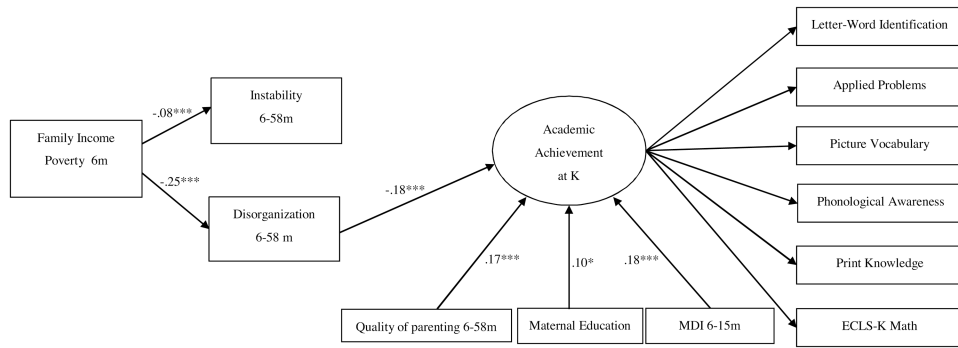 Family Income
Poverty 6m
-.08***
-.25***
Instability
6-58m
Disorganization
6-58 m
-.18***
Academic
Achievement
at K
.17***
.10*
.18***
Quality of parenting 6-58m
Maternal Education
MDI 6-15m
Letter-Word Identification
Applied Problems
Picture Vocabulary
Phonological Awareness
Print Knowledge
ECLS-K Math